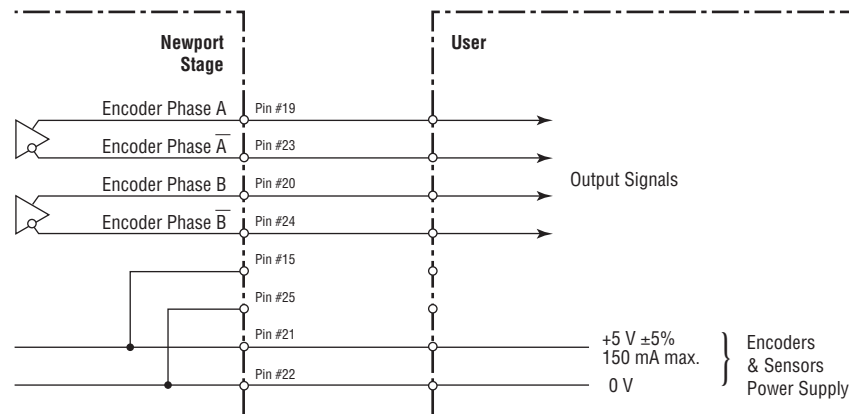 Newport
Stage
User
Encoder Phase A
Pin #19
Encoder Phase A̅
Pin #23
Encoder Phase B
Pin #20
Encoder Phase B̅
Pin #24
Output Signals
Pin #15
Pin #25
Pin #21
Pin #22
+5 V ±5%
150 mA max.
0 V
Encoders
& Sensors
Power Supply